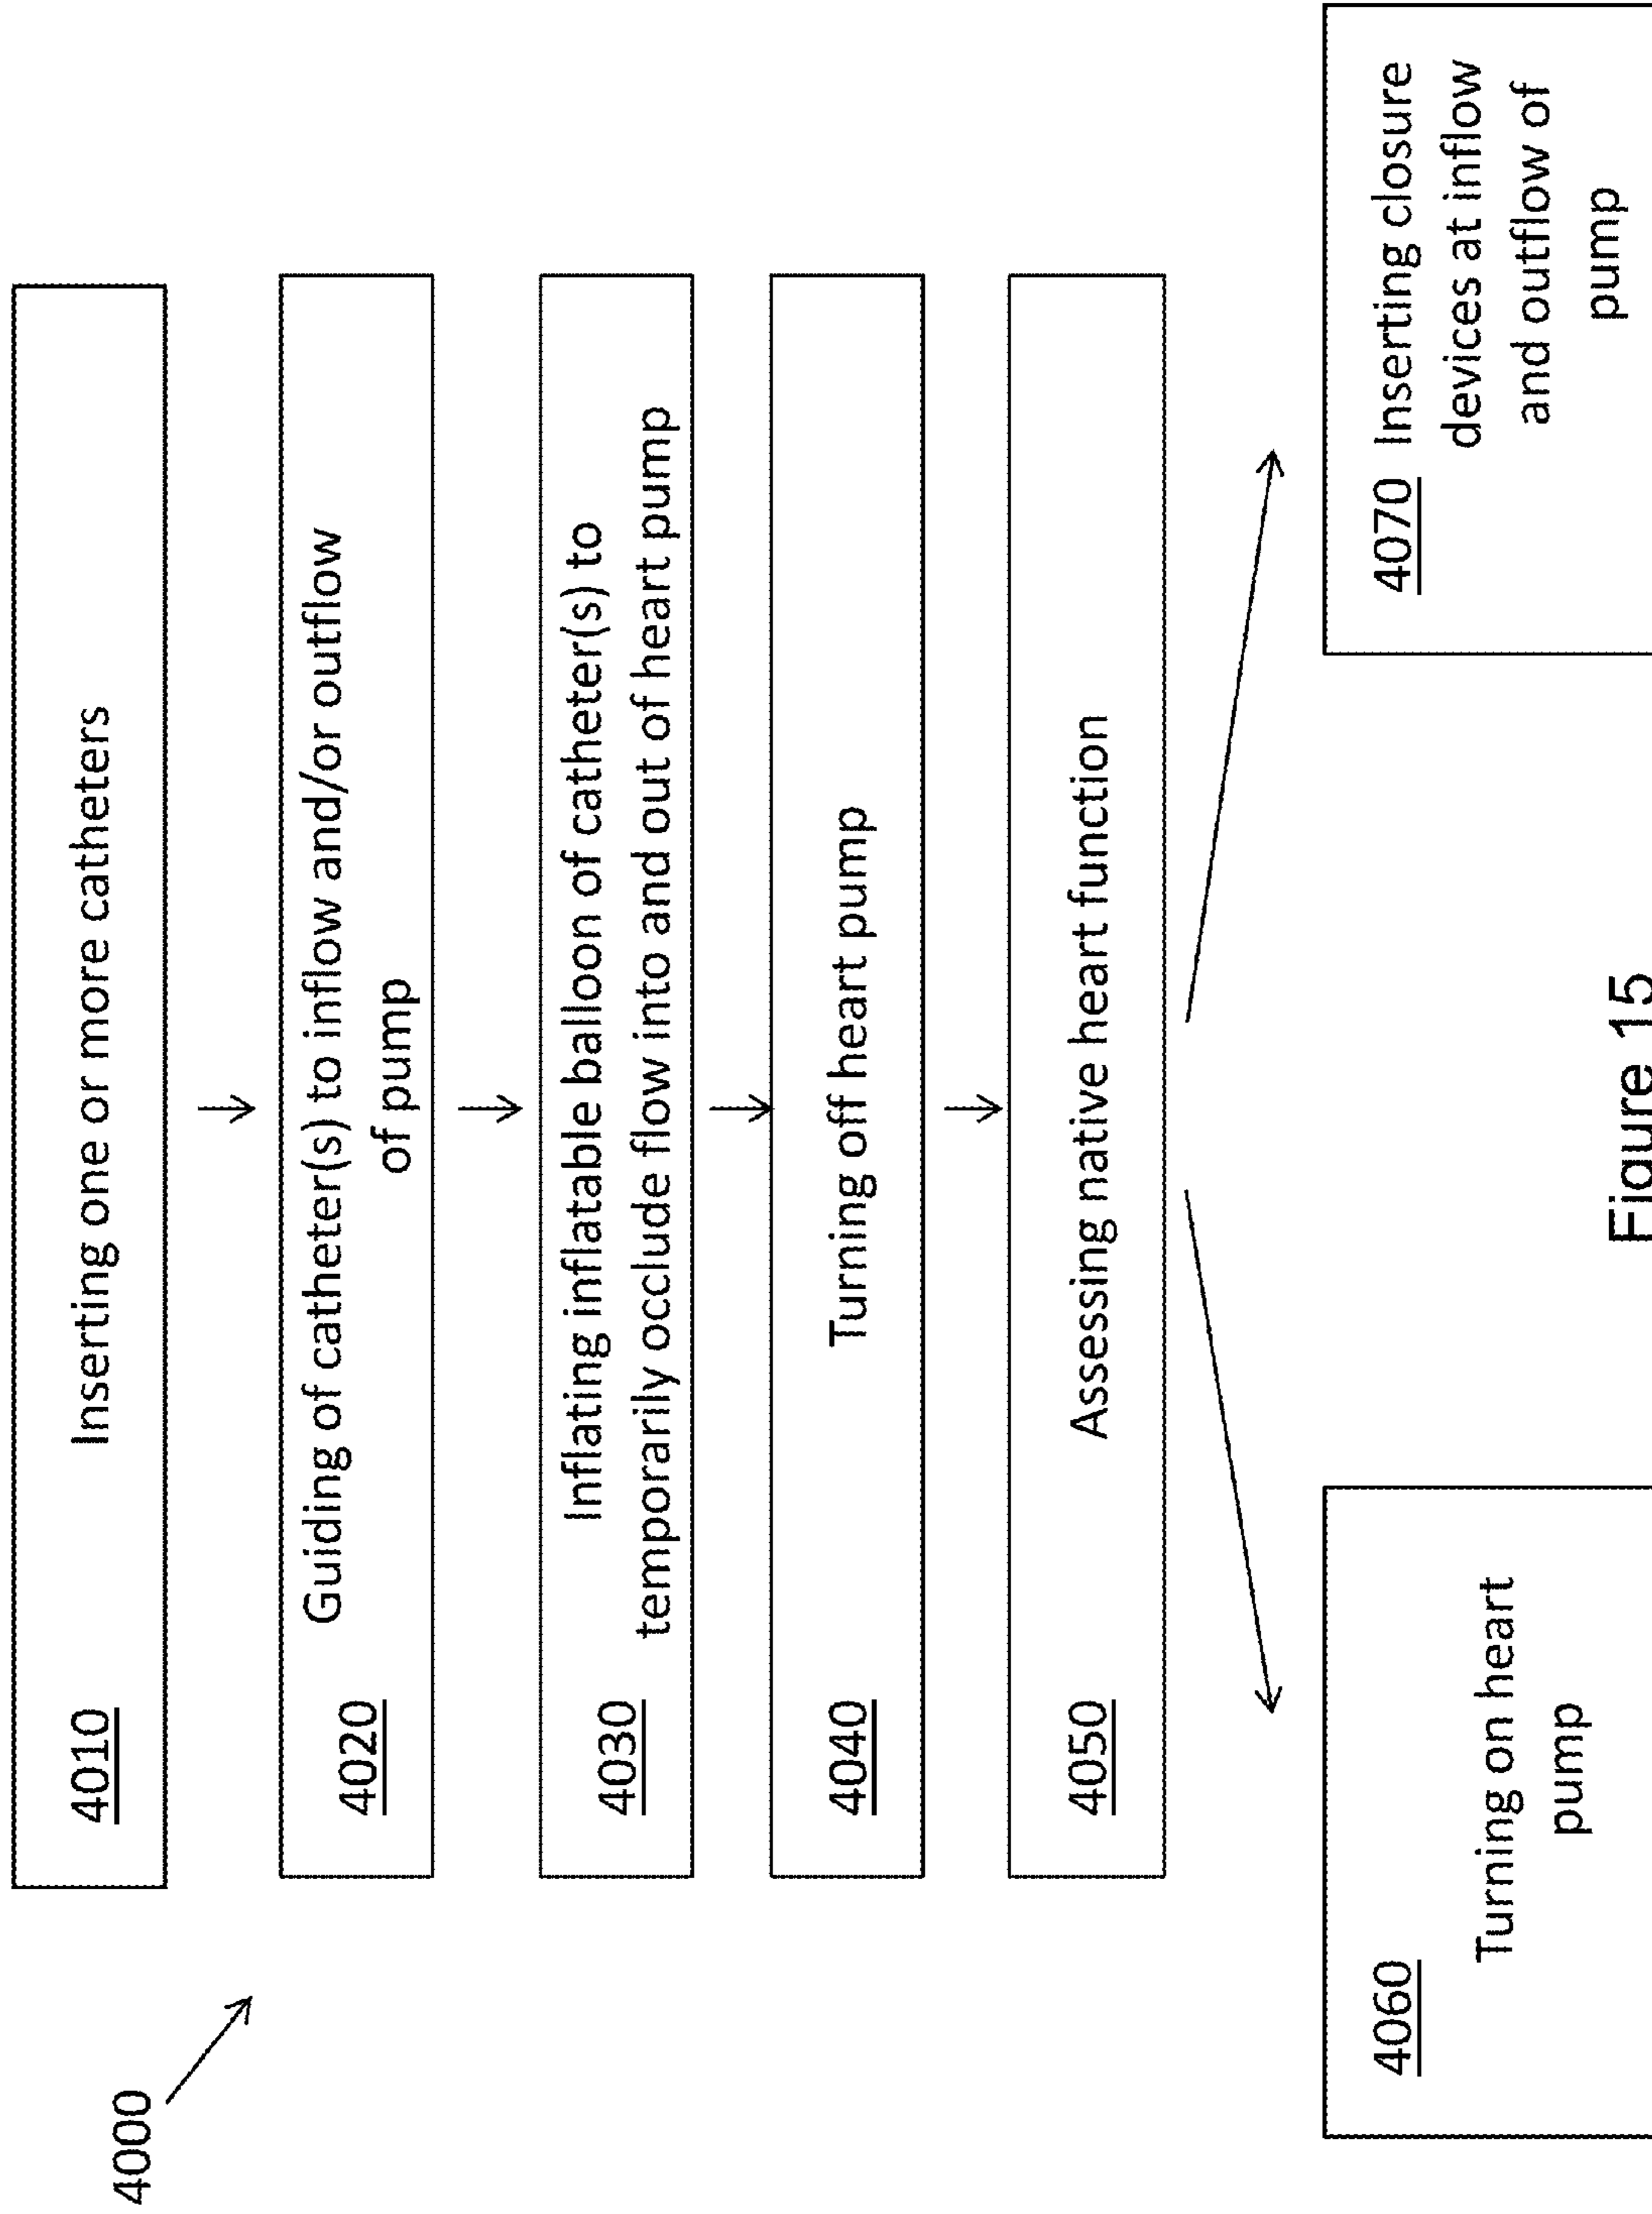 4000
4010 Inserting one or more catheters
4020 Guiding of catheter(s) to inflow and/or outflow
of pump
4030 Inflating inflatable balloon of catheter(s) to
temporarily occlude flow into and out of heart pump
4040 Turning off heart pump
4050 Assessing native heart function
4060
Turning on heart
pump
4070 Inserting closure
devices at inflow
and outflow of
pump
Figure 15